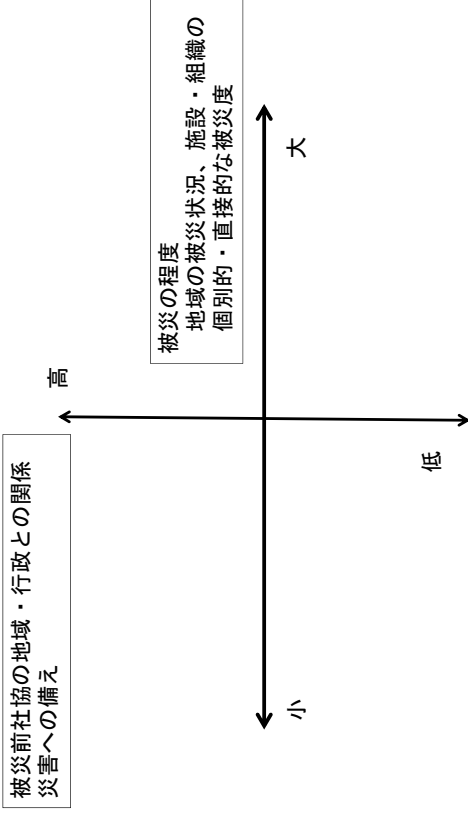 被災前社協の地域・行政との関係
災害への備え
高
被災の程度
地域の被災状況、施設・組織の
個別的・直接的な被災度
小
大
低